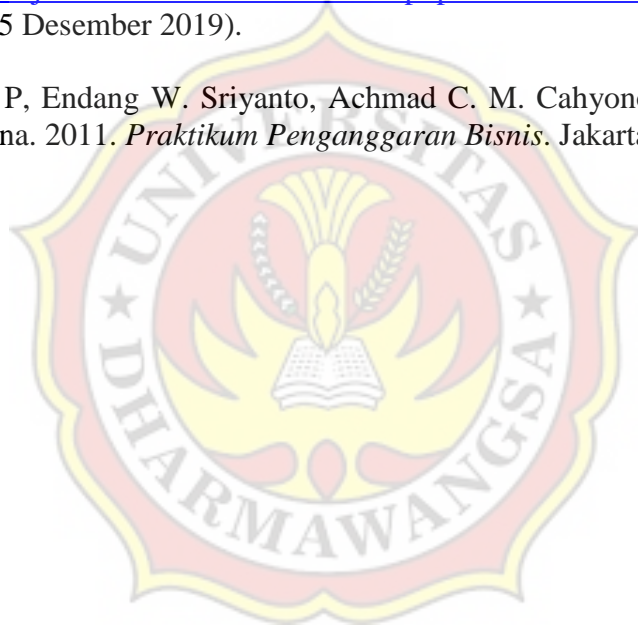 5 Desember 2019).
P, Endang W. Sriyanto, Achmad C. M. Cahyono
na. 2011. Praktikum Penganggaran Bisnis. Jakarta
UNIVERSITAS
DHARMAWANGSA